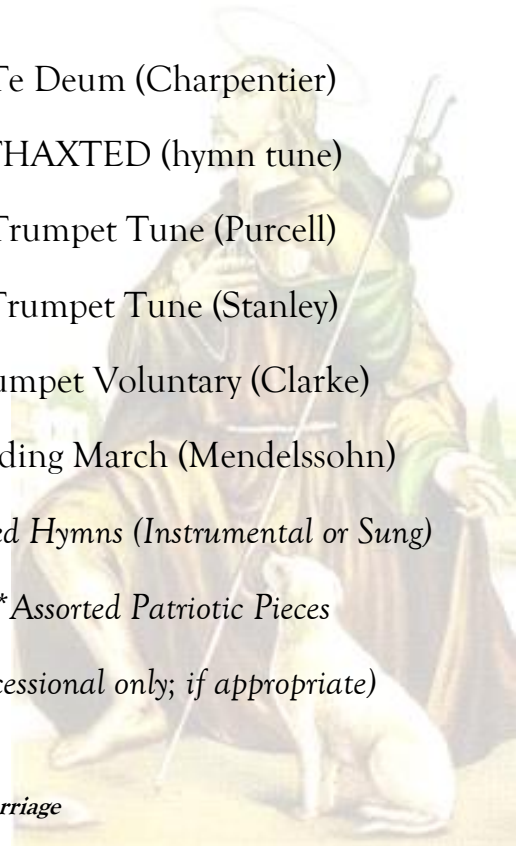 Te Deum (Charpentier)
THAXTED (hymn tune)
Trumpet Tune (Purcell)
Trumpet Tune (Stanley)
umpet Voluntary (Clarke)
ding March (Mendelssohn)
ed Hymns (Instrumental or Sung)
*Assorted Patriotic Pieces
cessional only; if appropriate)
rriage